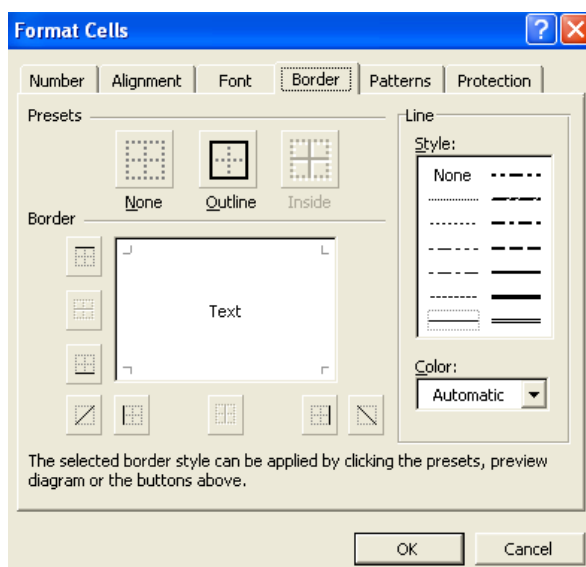 Format Cells
Number Alignment Font Border Patterns Protection
Presets
None Outline Inside
Border
Text
Line
Style:
None
Color:
Automatic
The selected border style can be applied by clicking the presets, preview
diagram or the buttons above.
OK Cancel